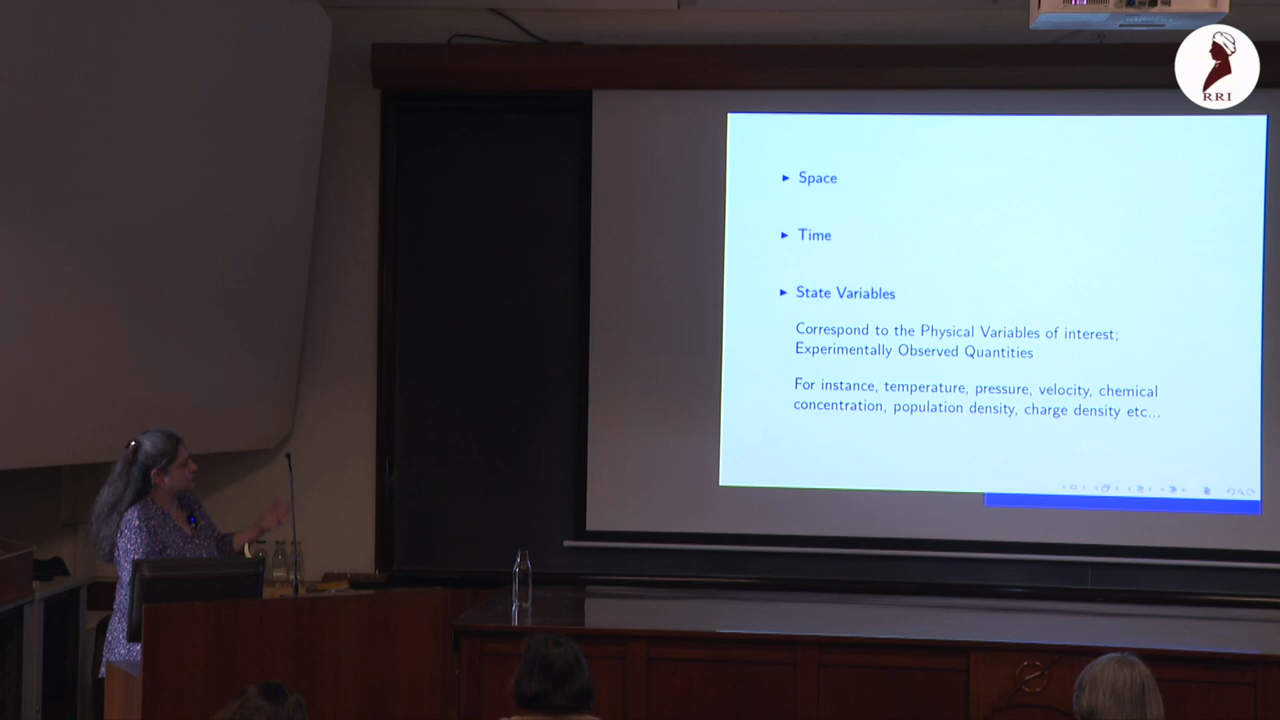 RRI
► Space
► Time
► State Variables
Correspond to the Physical Variables of interest;
Experimentally Observed Quantities
For instance, temperature, pressure, velocity, chemical
concentration, population density, charge density etc...